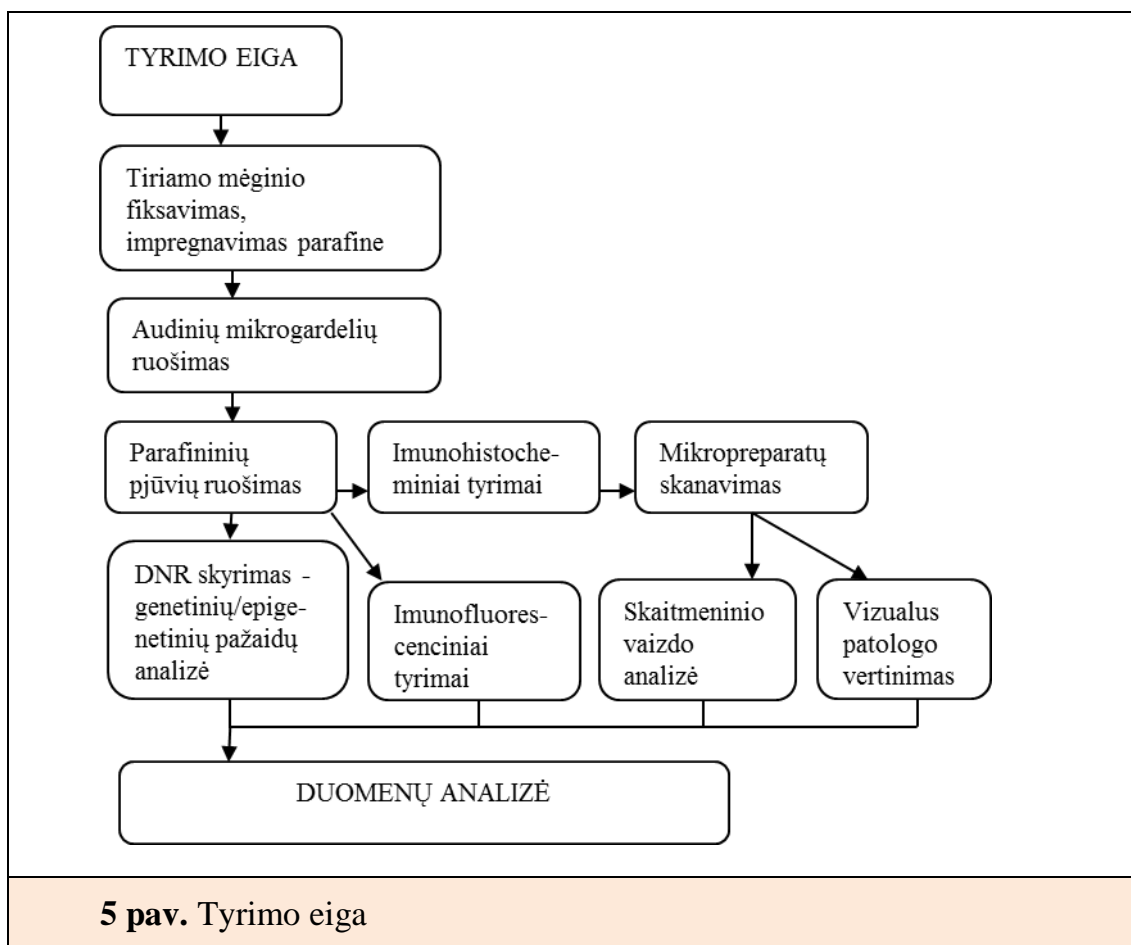 TYRIMO EIGA
Tiriamo mėginio
fiksavimas,
impregnavimas parafine
Audinių mikrogardelių
ruošimas
Parafininių
pjūvių ruošimas
Imunohistoche-
miniai tyrimai
Mikropreparatų
skanavimas
DNR skyrimas -
genetinių/epige-
netinių pažaidų
analizė
Imunofluores-
cenciniai
tyrimai
Skaitmeninio
vaizdo
analizė
Vizualus
patologo
vertinimas
DUOMENŲ ANALIZĖ
5 pav. Tyrimo eiga